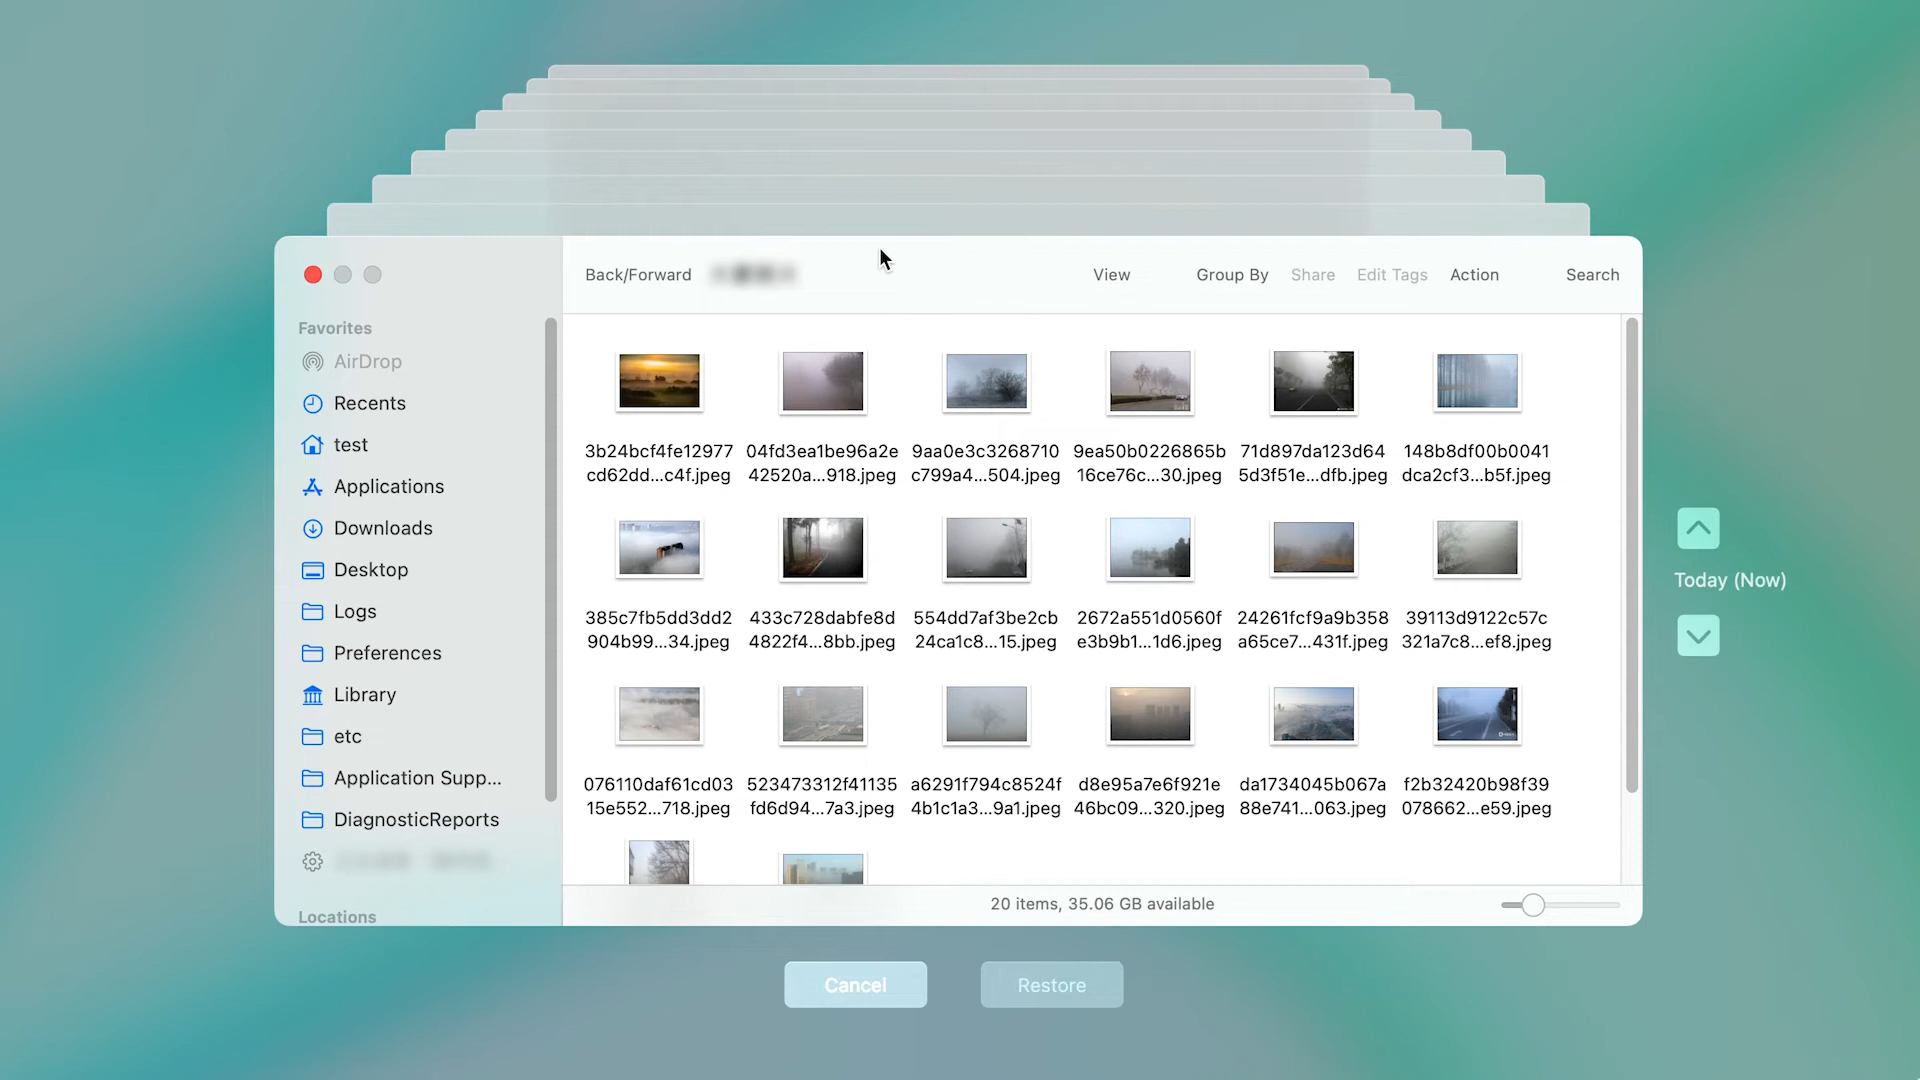 Back/Forward
View
Group By
Share
Edit Tags
Action
Search
Favorites
AirDrop
Recents
test
Applications
Downloads
Desktop
Logs
Preferences
Library
etc
Application Supp...
DiagnosticReports
Locations
3b24bcf4fe12977
cd62dd...c4f.jpeg
04fd3ea1be96a2e
42520a...918.jpeg
9aa0e3c3268710
c799a4...504.jpeg
9ea50b0226865b
16ce76c...30.jpeg
71d897da123d64
5d3f51e...dfb.jpeg
148b8df00b0041
dca2cf3...b5f.jpeg
385c7fb5dd3dd2
904b99...34.jpeg
433c728dabfe8d
4822f4...8bb.jpeg
554dd7af3be2cb
24ca1c8...15.jpeg
2672a551d0560f
e3b9b1...1d6.jpeg
24261fcf9a9b358
a65ce7...431f.jpeg
39113d9122c57c
321a7c8...ef8.jpeg
076110daf61cd03
15e552...718.jpeg
523473312f41135
fd6d94...7a3.jpeg
a6291f794c8524f
4b1c1a3...9a1.jpeg
d8e95a7e6f921e
46bc09...320.jpeg
da1734045b067a
88e741...063.jpeg
f2b32420b98f39
078662...e59.jpeg
20 items, 35.06 GB available
Today (Now)
Cancel
Restore